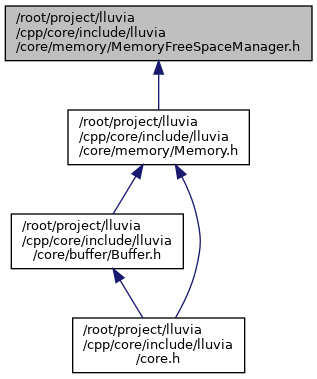 /root/project/lluvia
/cpp/core/include/lluvia
/core/memory/MemoryFreeSpaceManager.h
/root/project/lluvia
/cpp/core/include/lluvia
/core/memory/Memory.h
/root/project/lluvia
/cpp/core/include/lluvia
/core/buffer/Buffer.h
/root/project/lluvia
/cpp/core/include/lluvia
/core.h